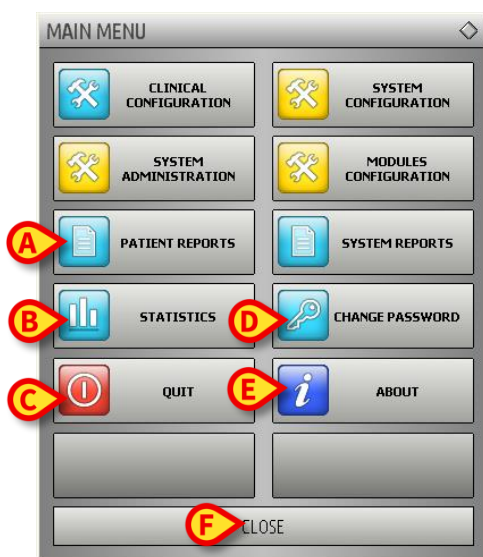 MAIN MENU
CLINICAL
CONFIGURATION
SYSTEM
CONFIGURATION
SYSTEM
ADMINISTRATION
MODULES
CONFIGURATION
A
PATIENT REPORTS
SYSTEM REPORTS
B
STATISTICS
D
CHANGE PASSWORD
C
QUIT
E
i
ABOUT
F
CLOSE